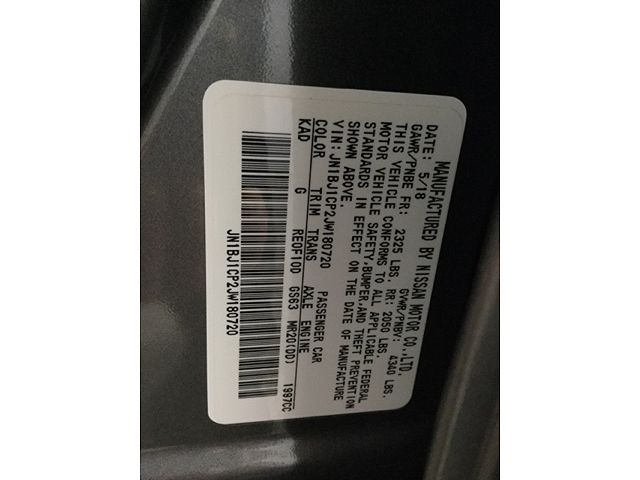 MANUFACTURED BY NISSAN MOTOR CO.,LTD.
DATE: 5/18 GVWR/PNBV: 4340 LBS.
GAWR/PNBE FR: 2325 LBS RR: 2050 LBS.
THIS VEHICLE CONFORMS TO ALL APPLICABLE FEDERAL
MOTOR VEHICLE SAFETY,BUMPER,AND THEFT PREVENTION
STANDARDS IN EFFECT ON THE DATE OF MANUFACTURE
SHOWN ABOVE.
VIN:JN1BJ1CP2JW180720 PASSENGER CAR
COLOR TRIM TRANS AXLE ENGINE
KAD G RE0F10D GS63 MR20(DD) 1997CC
JN1BJ1CP2JW180720